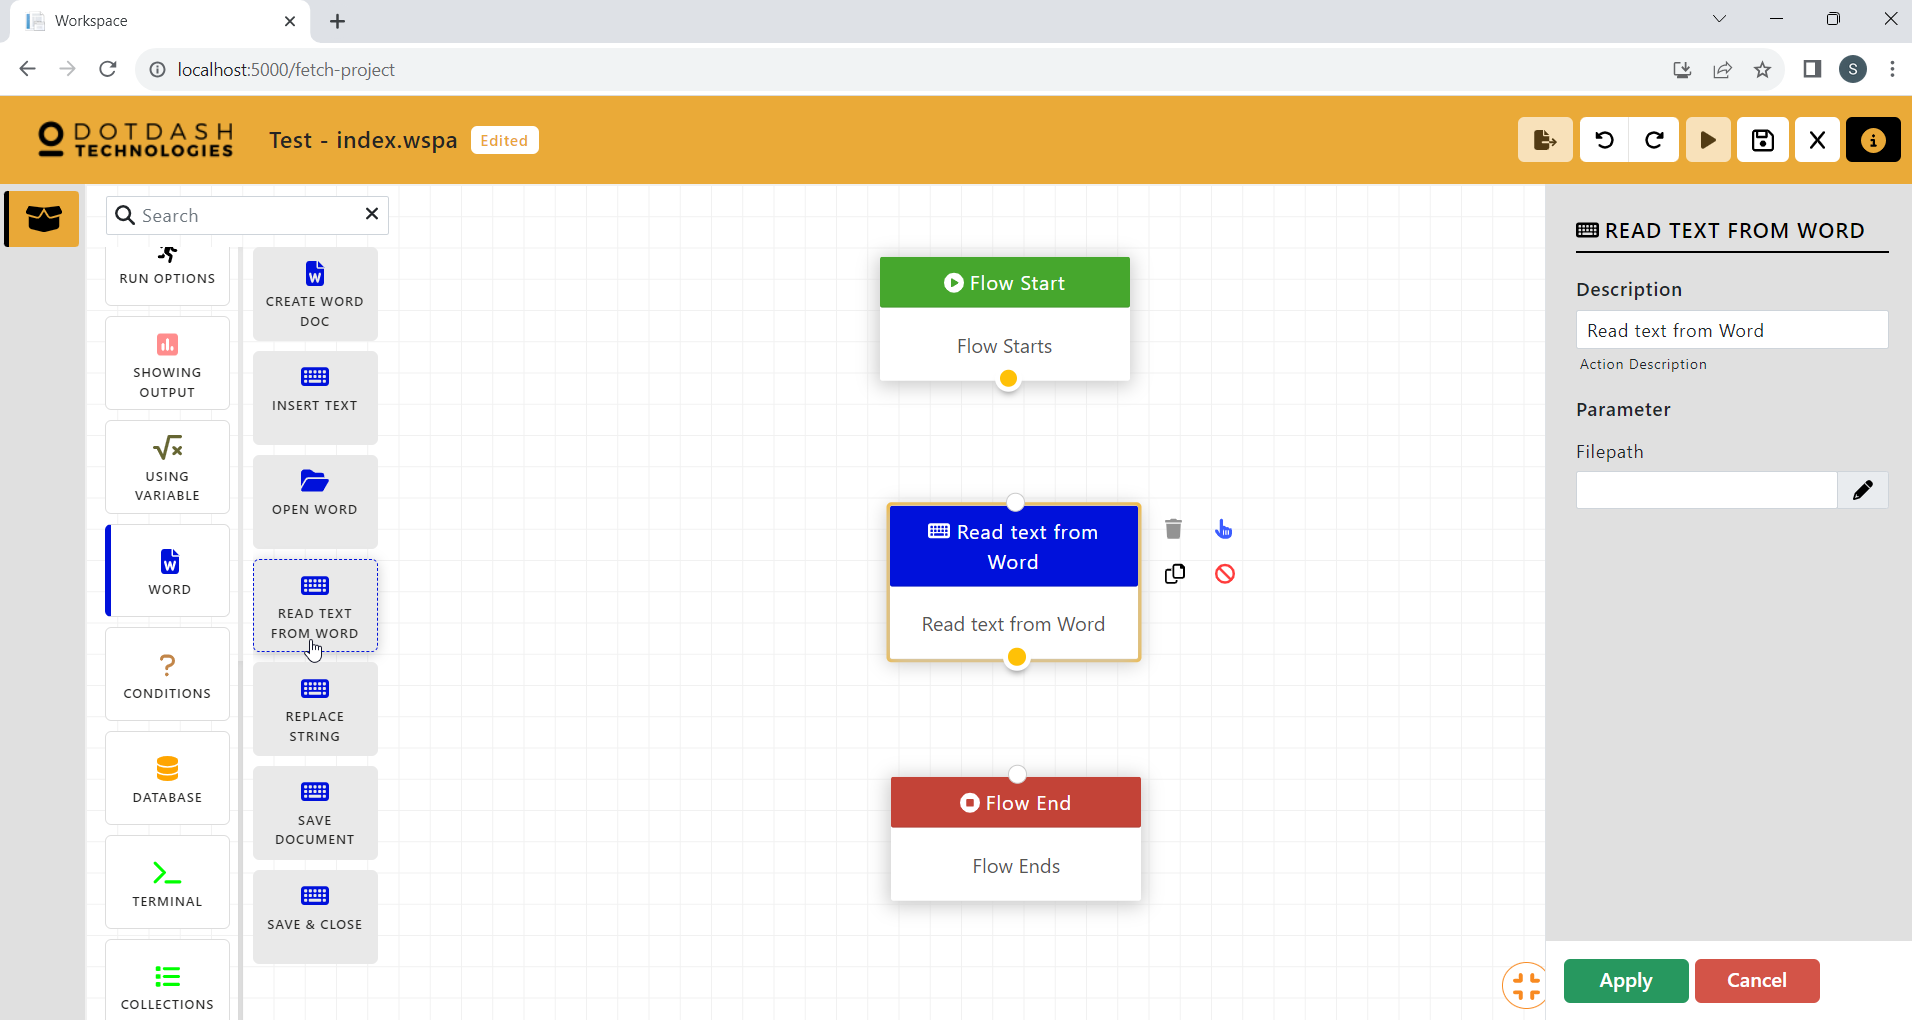 Workspace
localhost:5000/fetch-project
S
DOTDASH
TECHNOLOGIES
Test - index.wspa
Edited
Search
RUN OPTIONS
SHOWING
OUTPUT
USING
VARIABLE
W
WORD
?
CONDITIONS
DATABASE
TERMINAL
COLLECTIONS
W
CREATE WORD
DOC
INSERT TEXT
OPEN WORD
READ TEXT
FROM WORD
REPLACE
STRING
SAVE
DOCUMENT
SAVE & CLOSE
Flow Start
Flow Starts
Read text from
Word
Read text from Word
Flow End
Flow Ends
READ TEXT FROM WORD
Description
Read text from Word
Action Description
Parameter
Filepath
Apply
Cancel